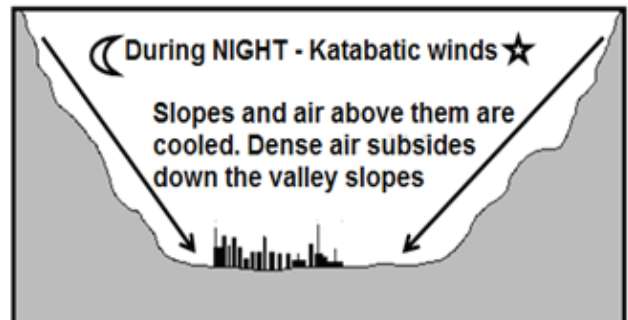 During NIGHT - Katabatic winds
Slopes and air above them are
cooled. Dense air subsides
down the valley slopes